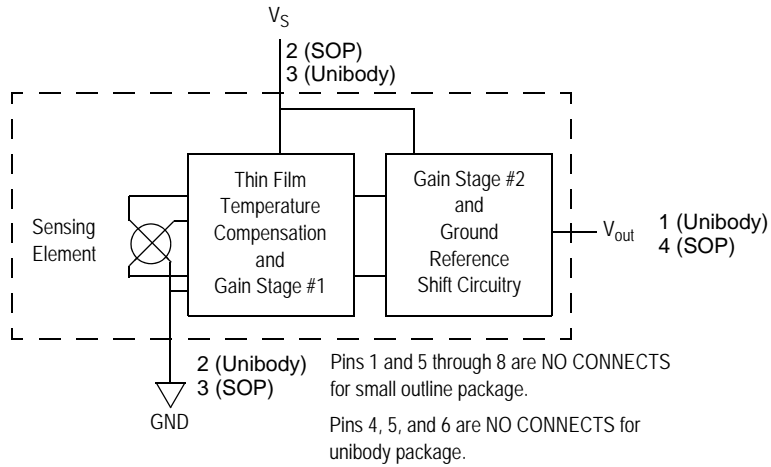 V_S
2 (SOP)
3 (Unibody)
Sensing
Element
Thin Film
Temperature
Compensation
and
Gain Stage #1
Gain Stage #2
and
Ground
Reference
Shift Circuitry
V_out
1 (Unibody)
4 (SOP)
2 (Unibody)
3 (SOP)
GND
Pins 1 and 5 through 8 are NO CONNECTS
for small outline package.
Pins 4, 5, and 6 are NO CONNECTS for
unibody package.